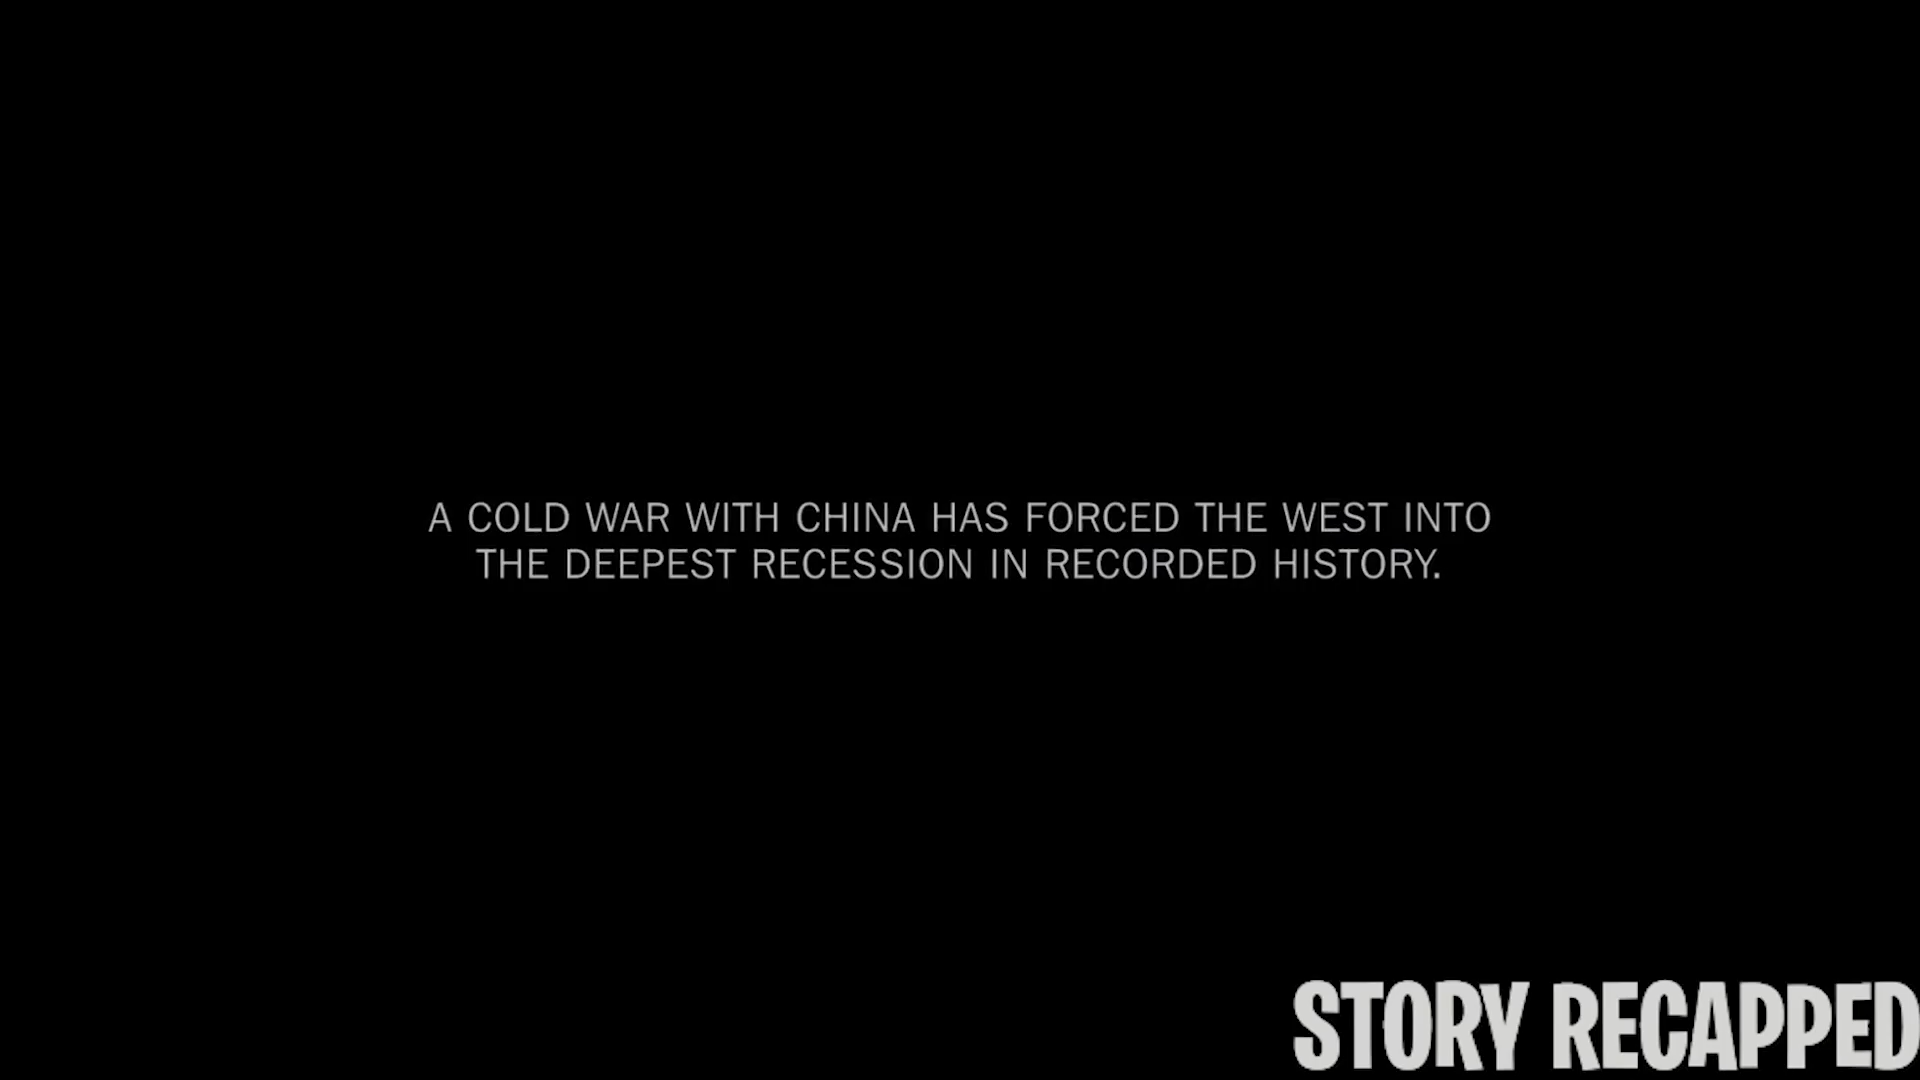 A COLD WAR WITH CHINA HAS FORCED THE WEST INTO
THE DEEPEST RECESSION IN RECORDED HISTORY.
STORY RECAPPED